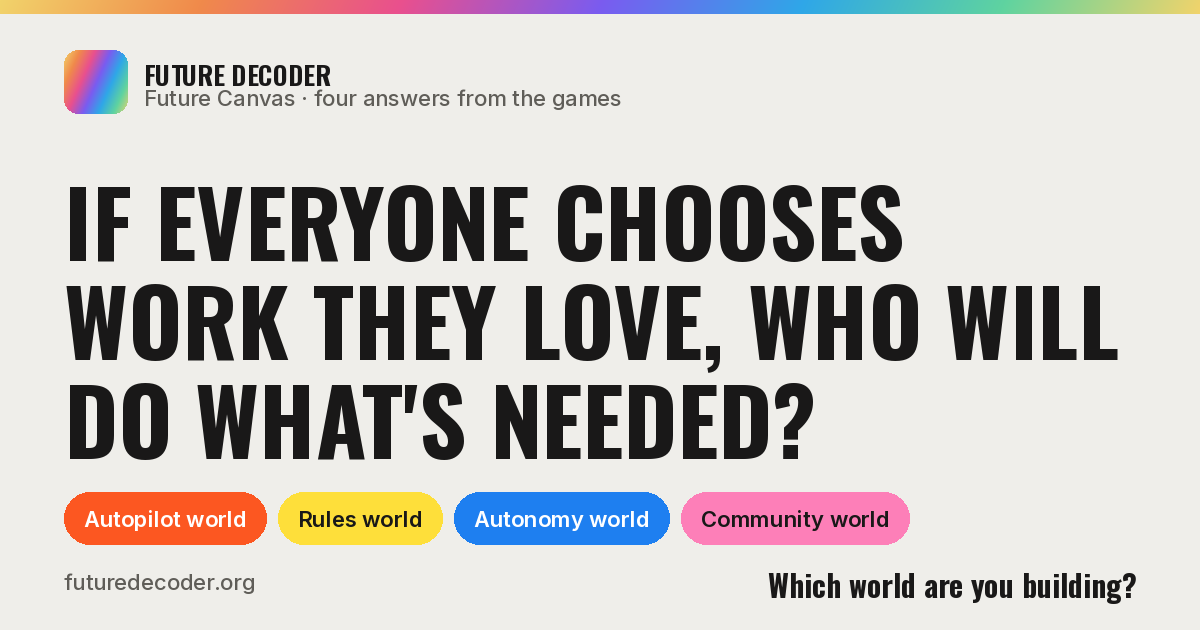 FUTURE DECODER
Future Canvas · four answers from the games
IF EVERYONE CHOOSES
WORK THEY LOVE, WHO WILL
DO WHAT'S NEEDED?
Autopilot world
Rules world
Autonomy world
Community world
futuredecoder.org
Which world are you building?